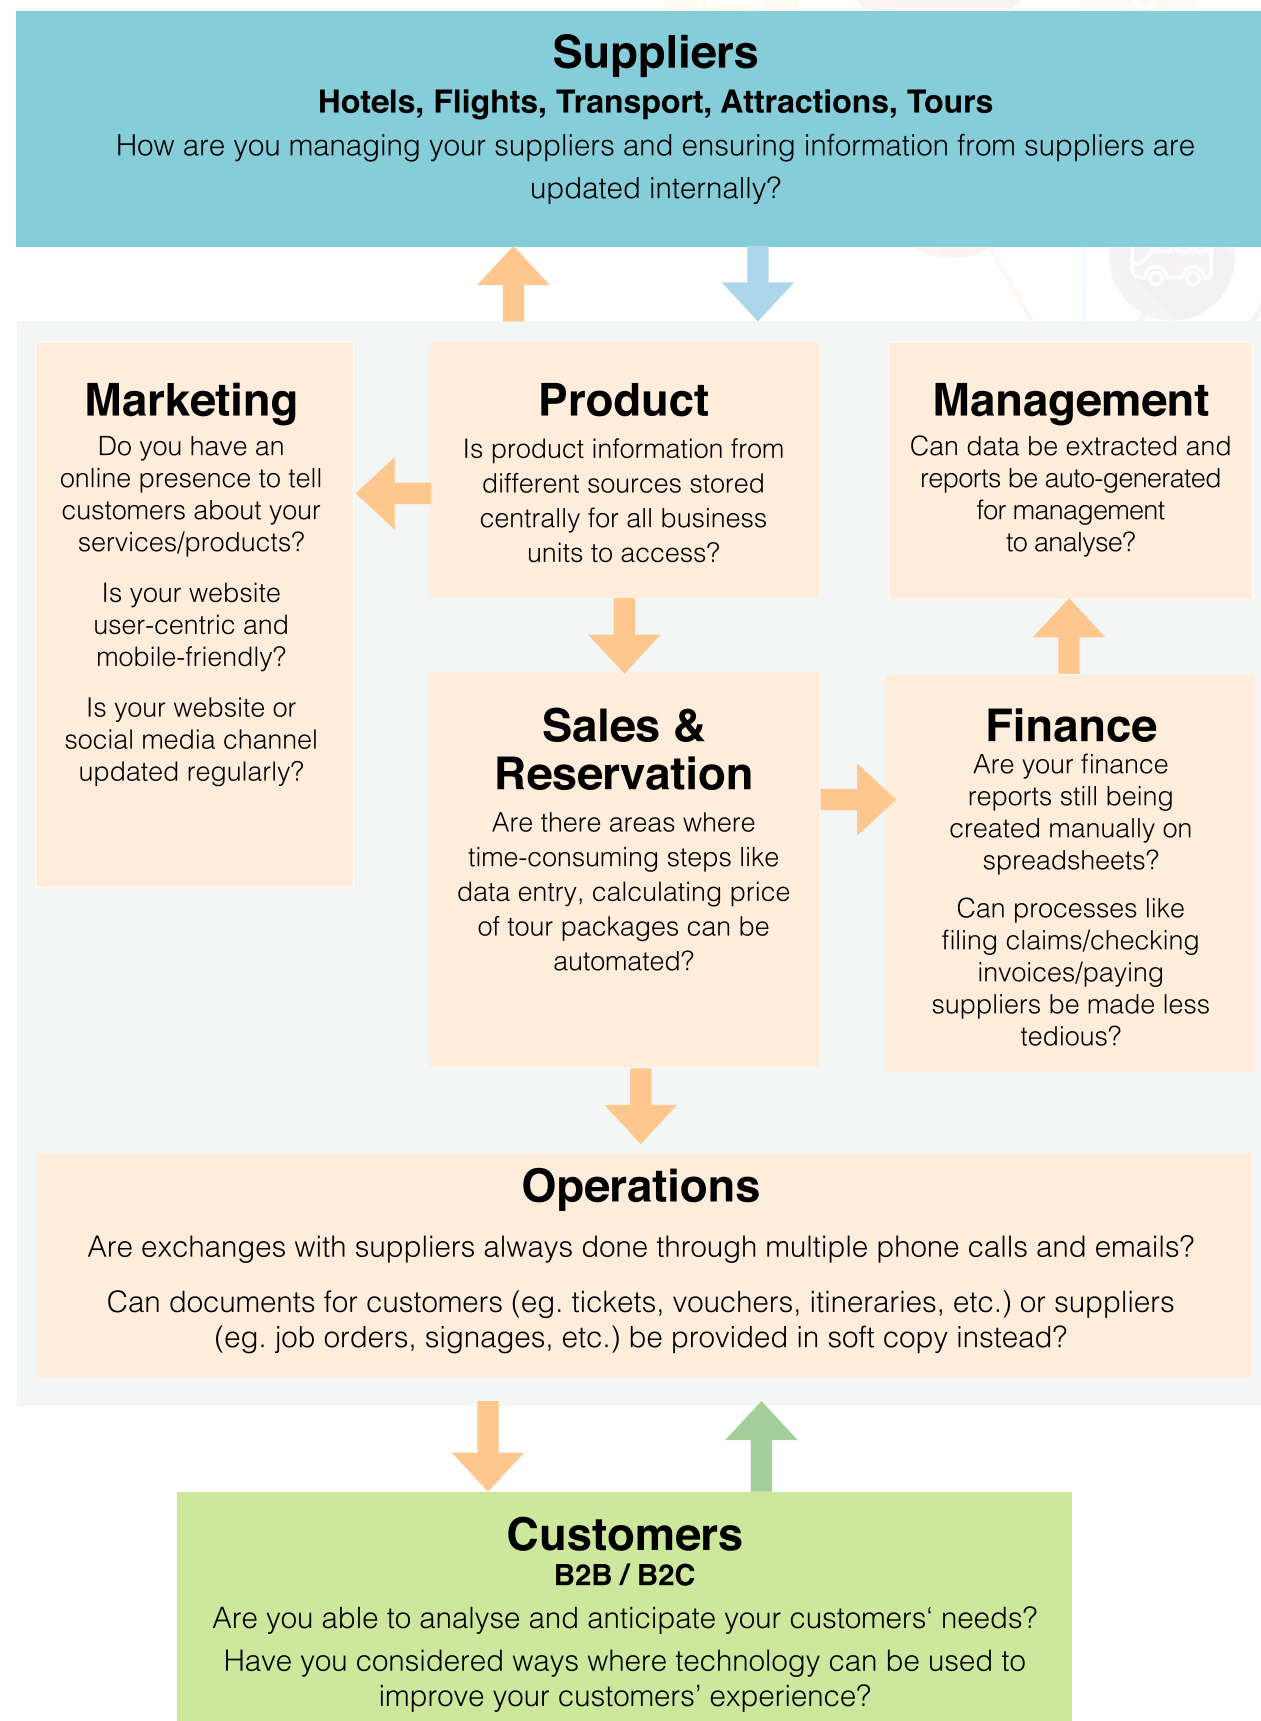 Suppliers
Hotels, Flights, Transport, Attractions, Tours
How are you managing your suppliers and ensuring information from suppliers are
updated internally?
Marketing
Do you have an
online presence to tell
customers about your
services/products?
Is your website
user-centric and
mobile-friendly?
Is your website or
social media channel
updated regularly?
Product
Is product information from
different sources stored
centrally for all business
units to access?
Management
Can data be extracted and
reports be auto-generated
for management
to analyse?
Sales &
Reservation
Are there areas where
time-consuming steps like
data entry, calculating price
of tour packages can be
automated?
Finance
Are your finance
reports still being
created manually on
spreadsheets?
Can processes like
filing claims/checking
invoices/paying
suppliers be made less
tedious?
Operations
Are exchanges with suppliers always done through multiple phone calls and emails?
Can documents for customers (eg. tickets, vouchers, itineraries, etc.) or suppliers
(eg. job orders, signages, etc.) be provided in soft copy instead?
Customers
B2B / B2C
Are you able to analyse and anticipate your customers‘ needs?
Have you considered ways where technology can be used to
improve your customers’ experience?